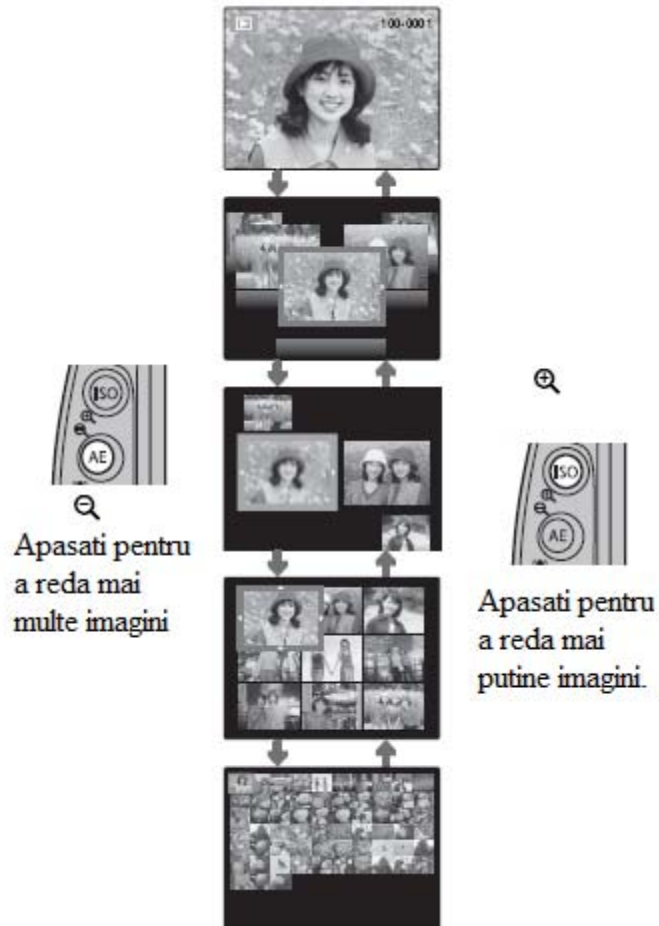 100-0001
ISO
AE
Apasati pentru
a reda mai
multe imagini
ISO
AE
Apasati pentru
a reda mai
putine imagini.